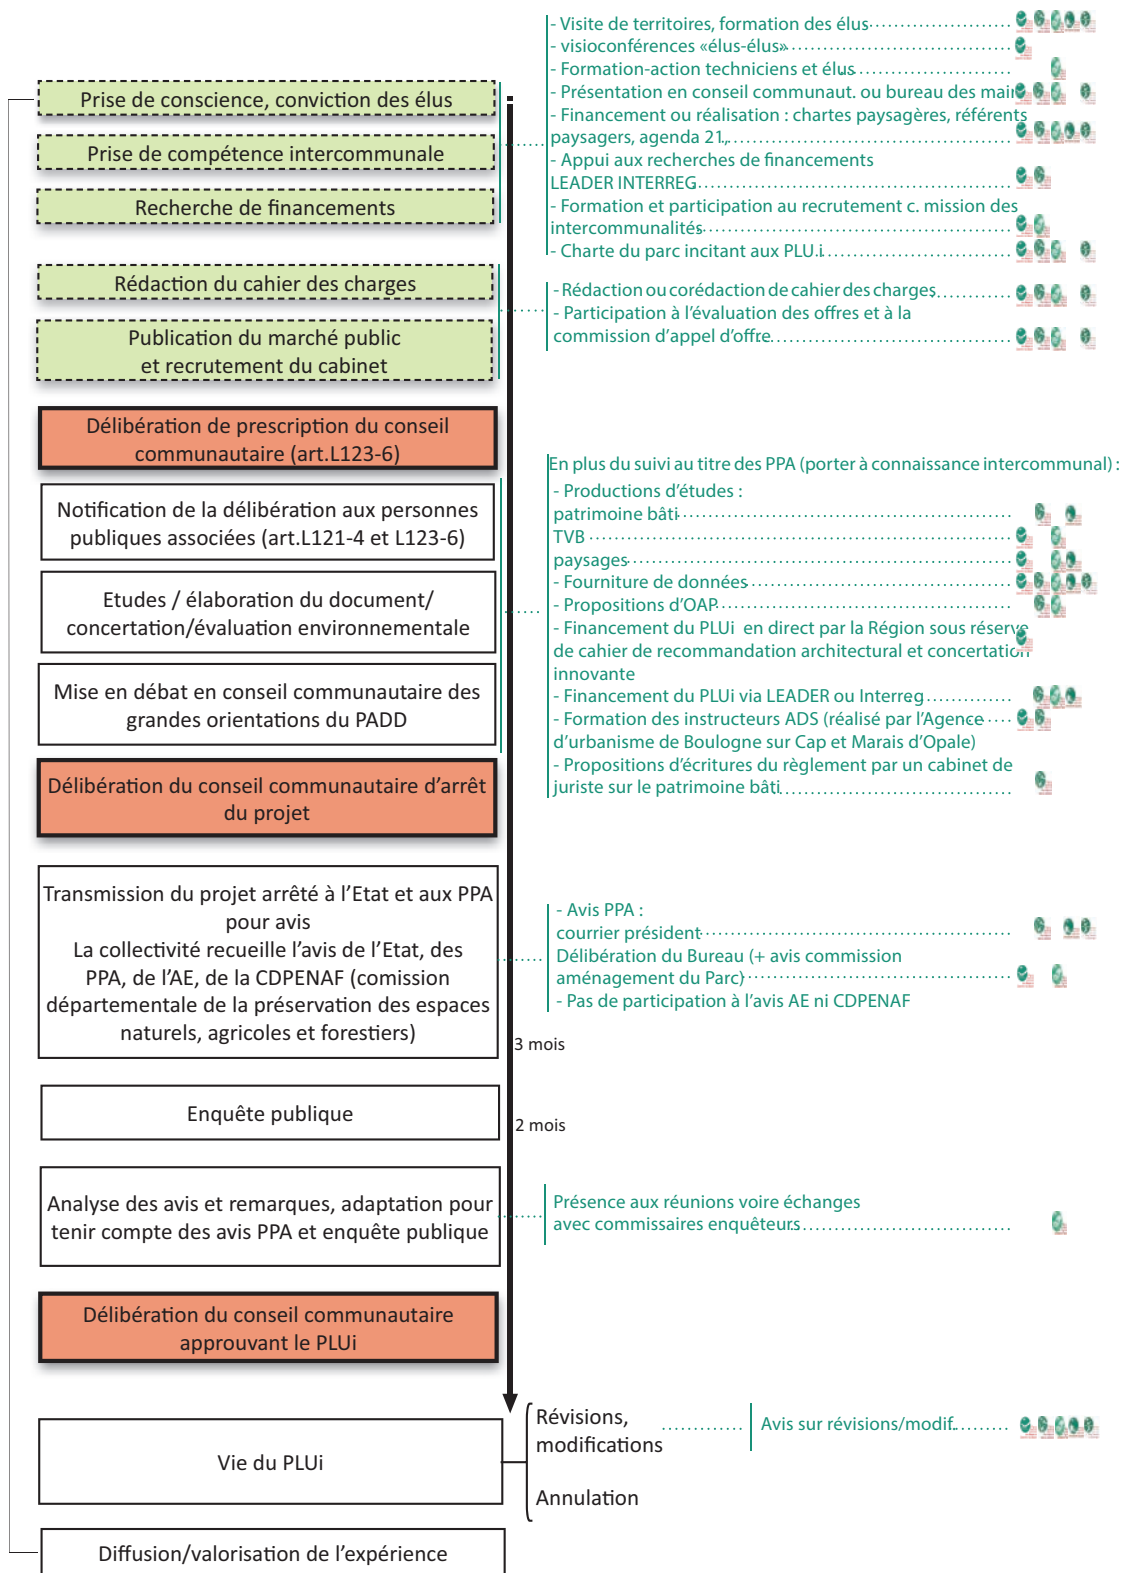 - Visite de territoires, formation des élus
- visioconférences «élus-élus»
- Formation-action techniciens et élus
- Présentation en conseil communaut. ou bureau des mair
- Financement ou réalisation : chartes paysagères, référents
paysagers, agenda 21..
- Appui aux recherches de financements
LEADER INTERREG
- Formation et participation au recrutement c. mission des
intercommunalités
- Charte du parc incitant aux PLU.i
Prise de conscience, conviction des élus
Prise de compétence intercommunale
Recherche de financements
Rédaction du cahier des charges
Publication du marché public
et recrutement du cabinet
- Rédaction ou corédaction de cahier des charges
- Participation à l’évaluation des offres et à la
commission d’appel d’offre
Délibération de prescription du conseil
communautaire (art.L123-6)
Notification de la délibération aux personnes
publiques associées (art.L121-4 et L123-6)
Etudes / élaboration du document/
concertation/évaluation environnementale
Mise en débat en conseil communautaire des
grandes orientations du PADD
En plus du suivi au titre des PPA (porter à connaissance intercommunal) :
- Productions d’études :
patrimoine bâti
TVB
paysages
- Fourniture de données
- Propositions d’OAP
- Financement du PLUi en direct par la Région sous réserve
de cahier de recommandation architectural et concertation
innovante
- Financement du PLUi via LEADER ou Interreg
- Formation des instructeurs ADS (réalisé par l’Agence
d’urbanisme de Boulogne sur Cap et Marais d’Opale)
- Propositions d’écritures du règlement par un cabinet de
juriste sur le patrimoine bâti
Délibération du conseil communautaire d’arrêt
du projet
Transmission du projet arrêté à l’Etat et aux PPA
pour avis
La collectivité recueille l’avis de l’Etat, des
PPA, de l’AE, de la CDPENAF (comission
départementale de la préservation des espaces
naturels, agricoles et forestiers)
- Avis PPA :
courrier président
Délibération du Bureau (+ avis commission
aménagement du Parc)
- Pas de participation à l’avis AE ni CDPENAF
3 mois
Enquête publique
2 mois
Analyse des avis et remarques, adaptation pour
tenir compte des avis PPA et enquête publique
Présence aux réunions voire échanges
avec commissaires enquêteurs
Délibération du conseil communautaire
approuvant le PLUi
Vie du PLUi
Révisions,
modifications
Annulation
Avis sur révisions/modif.
Diffusion/valorisation de l’expérience